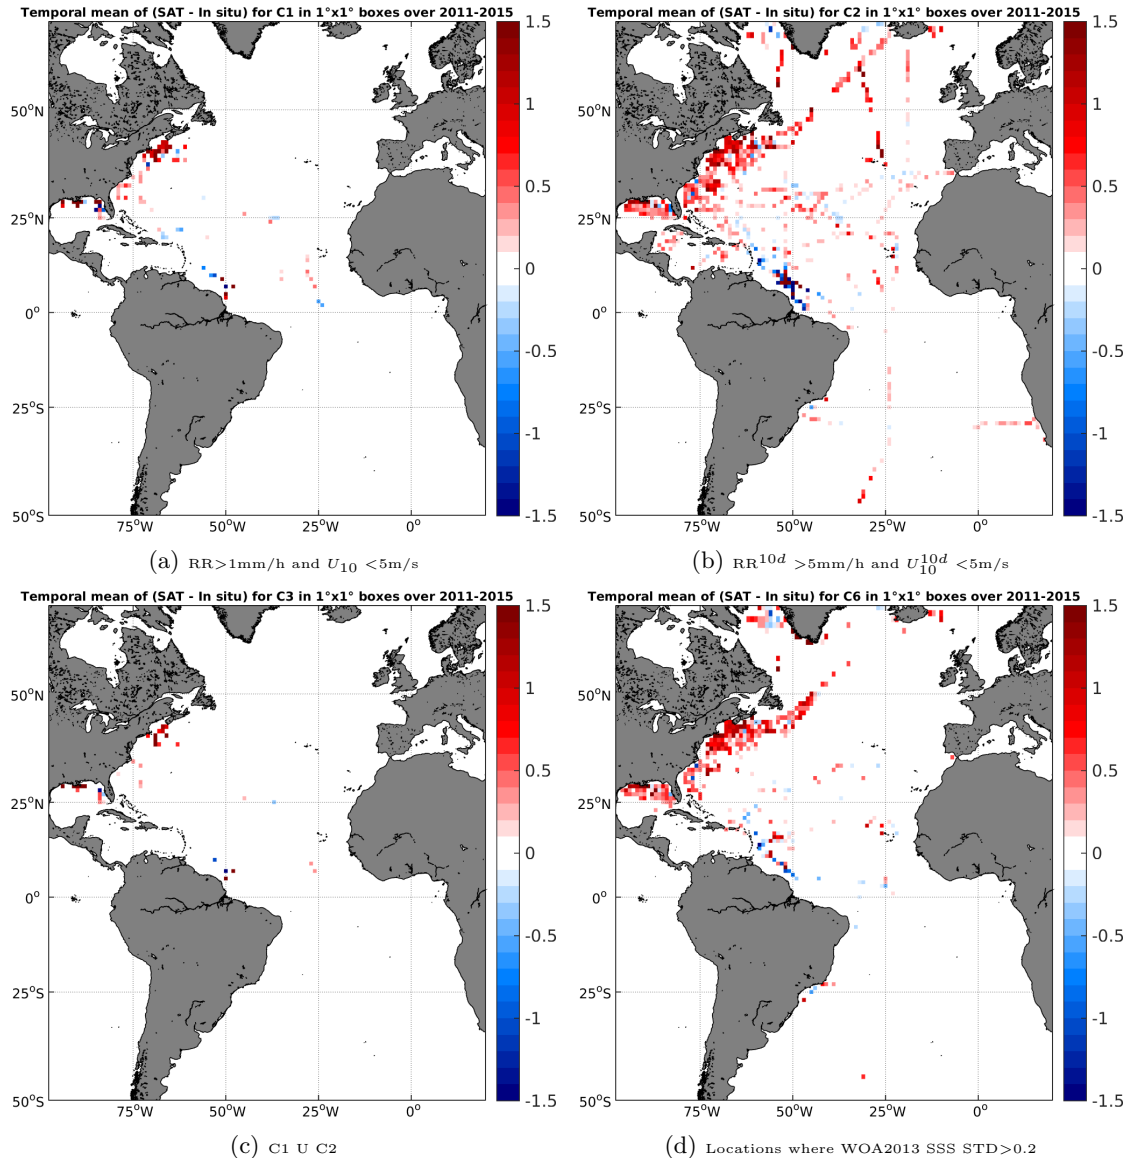 Temporal mean of (SAT - In situ) for C1 in 1°x1° boxes over 2011-2015
50°N
25°N
0°
25°S
50°S
75°W
50°W
25°W
0°
1.5
1
0.5
0
-0.5
-1
-1.5
(a) RR>1mm/h and U10 <5m/s
Temporal mean of (SAT - In situ) for C2 in 1°x1° boxes over 2011-2015
50°N
25°N
0°
25°S
50°S
75°W
50°W
25°W
0°
1.5
1
0.5
0
-0.5
-1
-1.5
(b) RR^10d >5mm/h and U10^10d <5m/s
Temporal mean of (SAT - In situ) for C3 in 1°x1° boxes over 2011-2015
50°N
25°N
0°
25°S
50°S
75°W
50°W
25°W
0°
1.5
1
0.5
0
-0.5
-1
-1.5
(c) C1 U C2
Temporal mean of (SAT - In situ) for C6 in 1°x1° boxes over 2011-2015
50°N
25°N
0°
25°S
50°S
75°W
50°W
25°W
0°
1.5
1
0.5
0
-0.5
-1
-1.5
(d) Locations where WOA2013 SSS STD>0.2